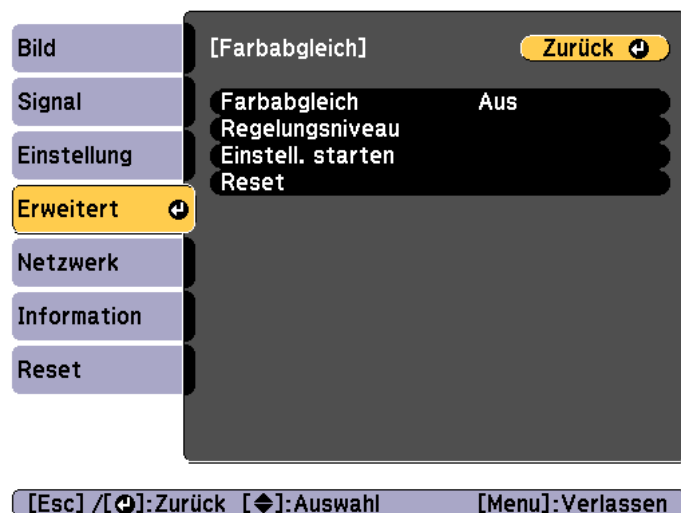 Bild
Signal
Einstellung
Erweitert
Netzwerk
Information
Reset
[Farbabgleich] Zurück
Farbabgleich Aus
Regelungsniveau
Einstell. starten
Reset
[Esc] /[⏎]:Zurück [◆]:Auswahl [Menu]:Verlassen